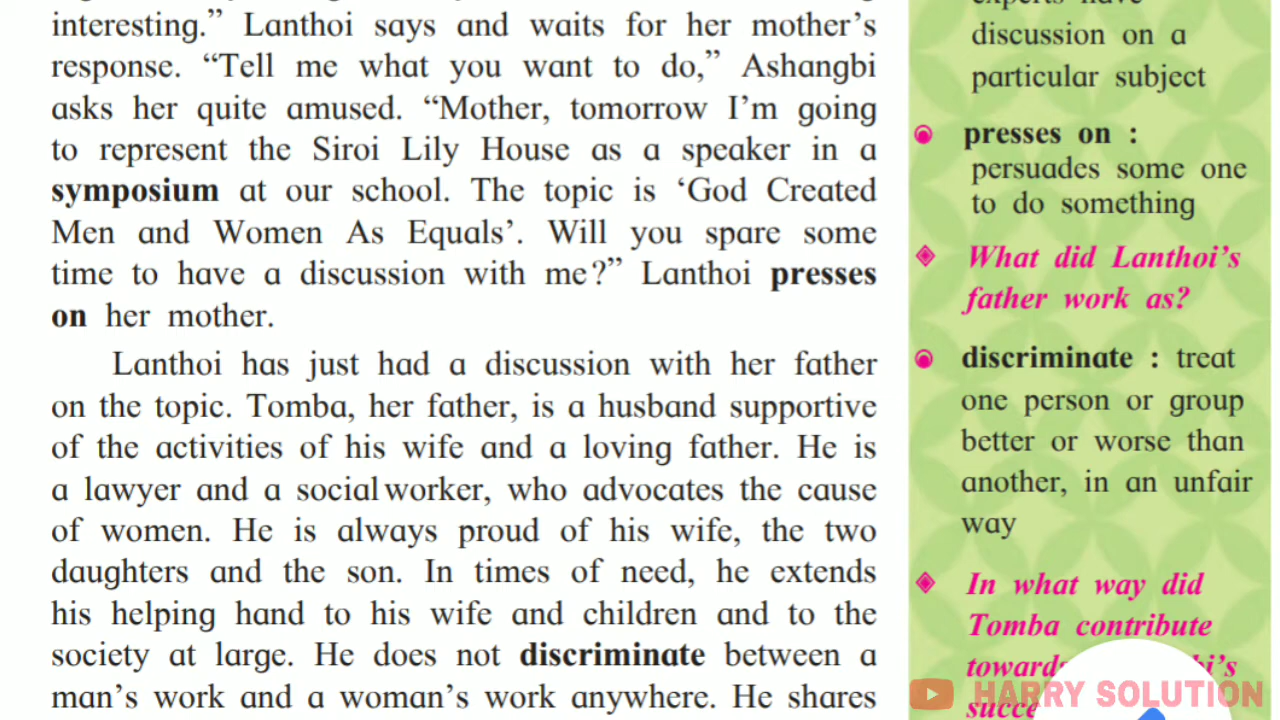 interesting.” Lanthoi says and waits for her mother’s
response. “Tell me what you want to do,” Ashangbi
asks her quite amused. “Mother, tomorrow I’m going
to represent the Siroi Lily House as a speaker in a
symposium at our school. The topic is ‘God Created
Men and Women As Equals’. Will you spare some
time to have a discussion with me?” Lanthoi presses
on her mother.
Lanthoi has just had a discussion with her father
on the topic. Tomba, her father, is a husband supportive
of the activities of his wife and a loving father. He is
a lawyer and a social worker, who advocates the cause
of women. He is always proud of his wife, the two
daughters and the son. In times of need, he extends
his helping hand to his wife and children and to the
society at large. He does not discriminate between a
man’s work and a woman’s work anywhere. He shares
experts have
discussion on a
particular subject
presses on :
persuades some one
to do something
What did Lanthoi’s
father work as?
discriminate : treat
one person or group
better or worse than
another, in an unfair
way
In what way did
Tomba contribute
HARRY SOLUTION